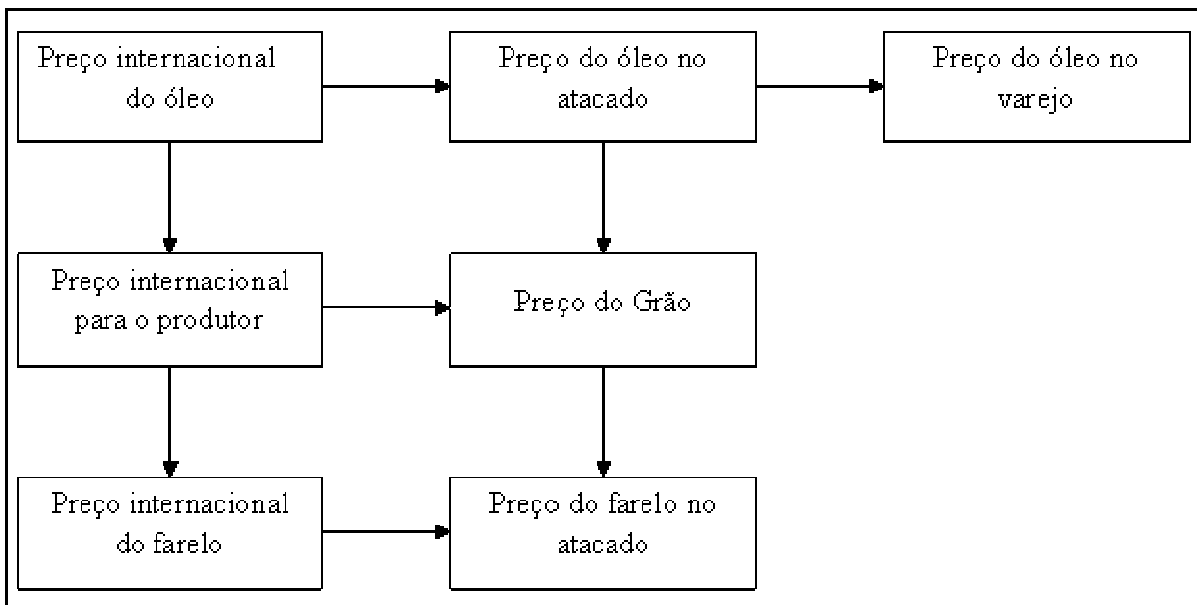 Preço internacional
do óleo
Preço do óleo no
atacado
Preço do óleo no
varejo
Preço internacional
para o produtor
Preço do Grão
Preço internacional
do farelo
Preço do farelo no
atacado